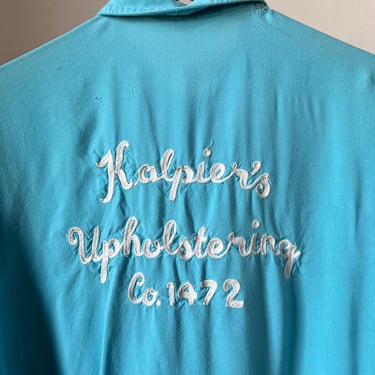 Kalpier's
Upholstering
Co. 1472